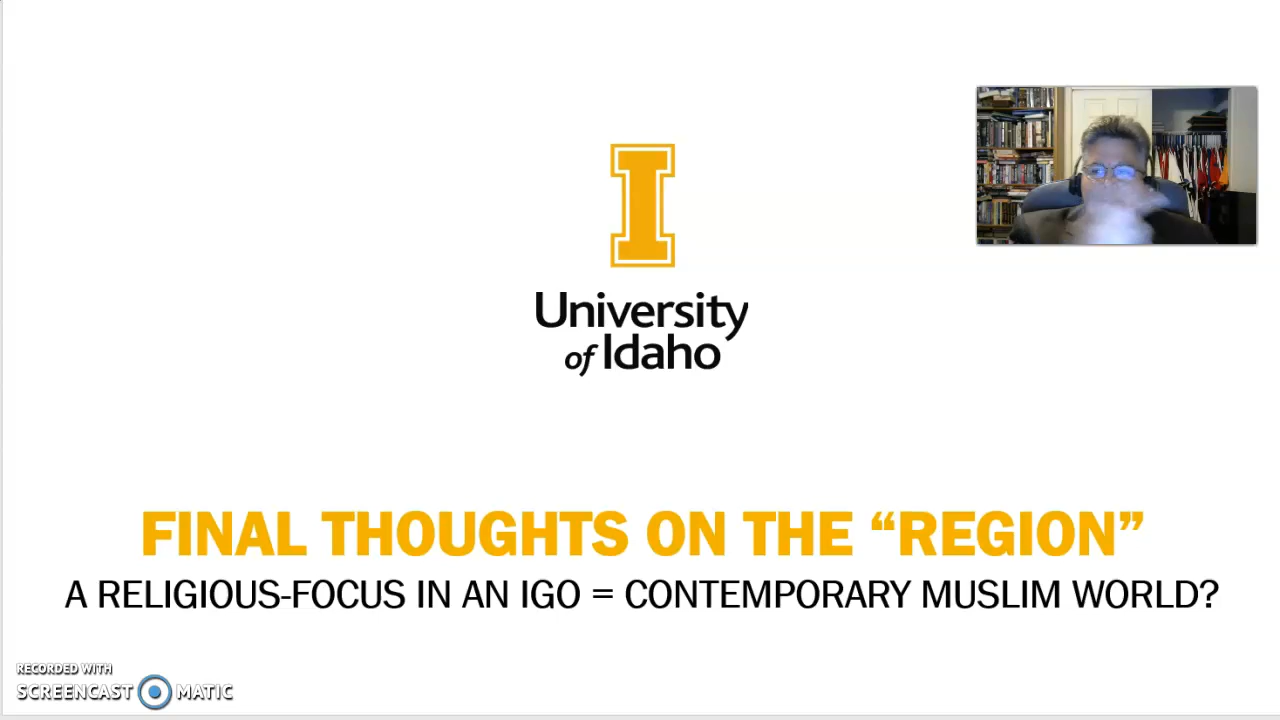 I
University
of Idaho
FINAL THOUGHTS ON THE “REGION”
A RELIGIOUS-FOCUS IN AN IGO = CONTEMPORARY MUSLIM WORLD?
RECORDED WITH
SCREENCAST MATIC